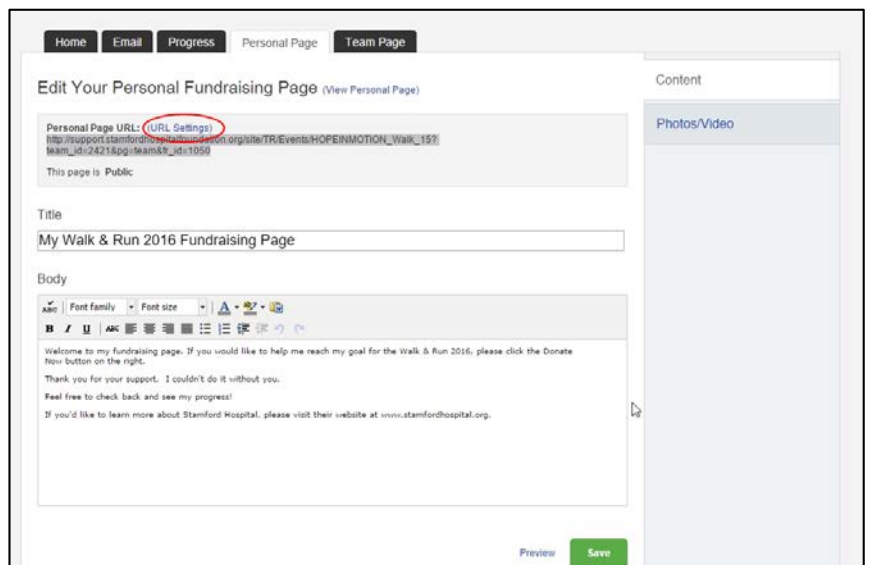 Home Email Progress Personal Page Team Page
Edit Your Personal Fundraising Page (View Personal Page)
Content
Photos/Video
Personal Page URL: (URL Settings)
http://support.stamfordhospitalfoundation.org/site/TR/Events/HOPEINMOTION_Walk_15?
team_id=2421&pg=team&fr_id=1050
This page is Public
Title
My Walk & Run 2016 Fundraising Page
Body
ABC Font family Font size A
B I U ABC
Welcome to my fundraising page. If you would like to help me reach my goal for the Walk & Run 2016, please click the Donate
Now button on the right.
Thank you for your support. I couldn't do it without you.
Feel free to check back and see my progress!
If you'd like to learn more about Stamford Hospital, please visit their website at www.stamfordhospital.org.
Preview Save